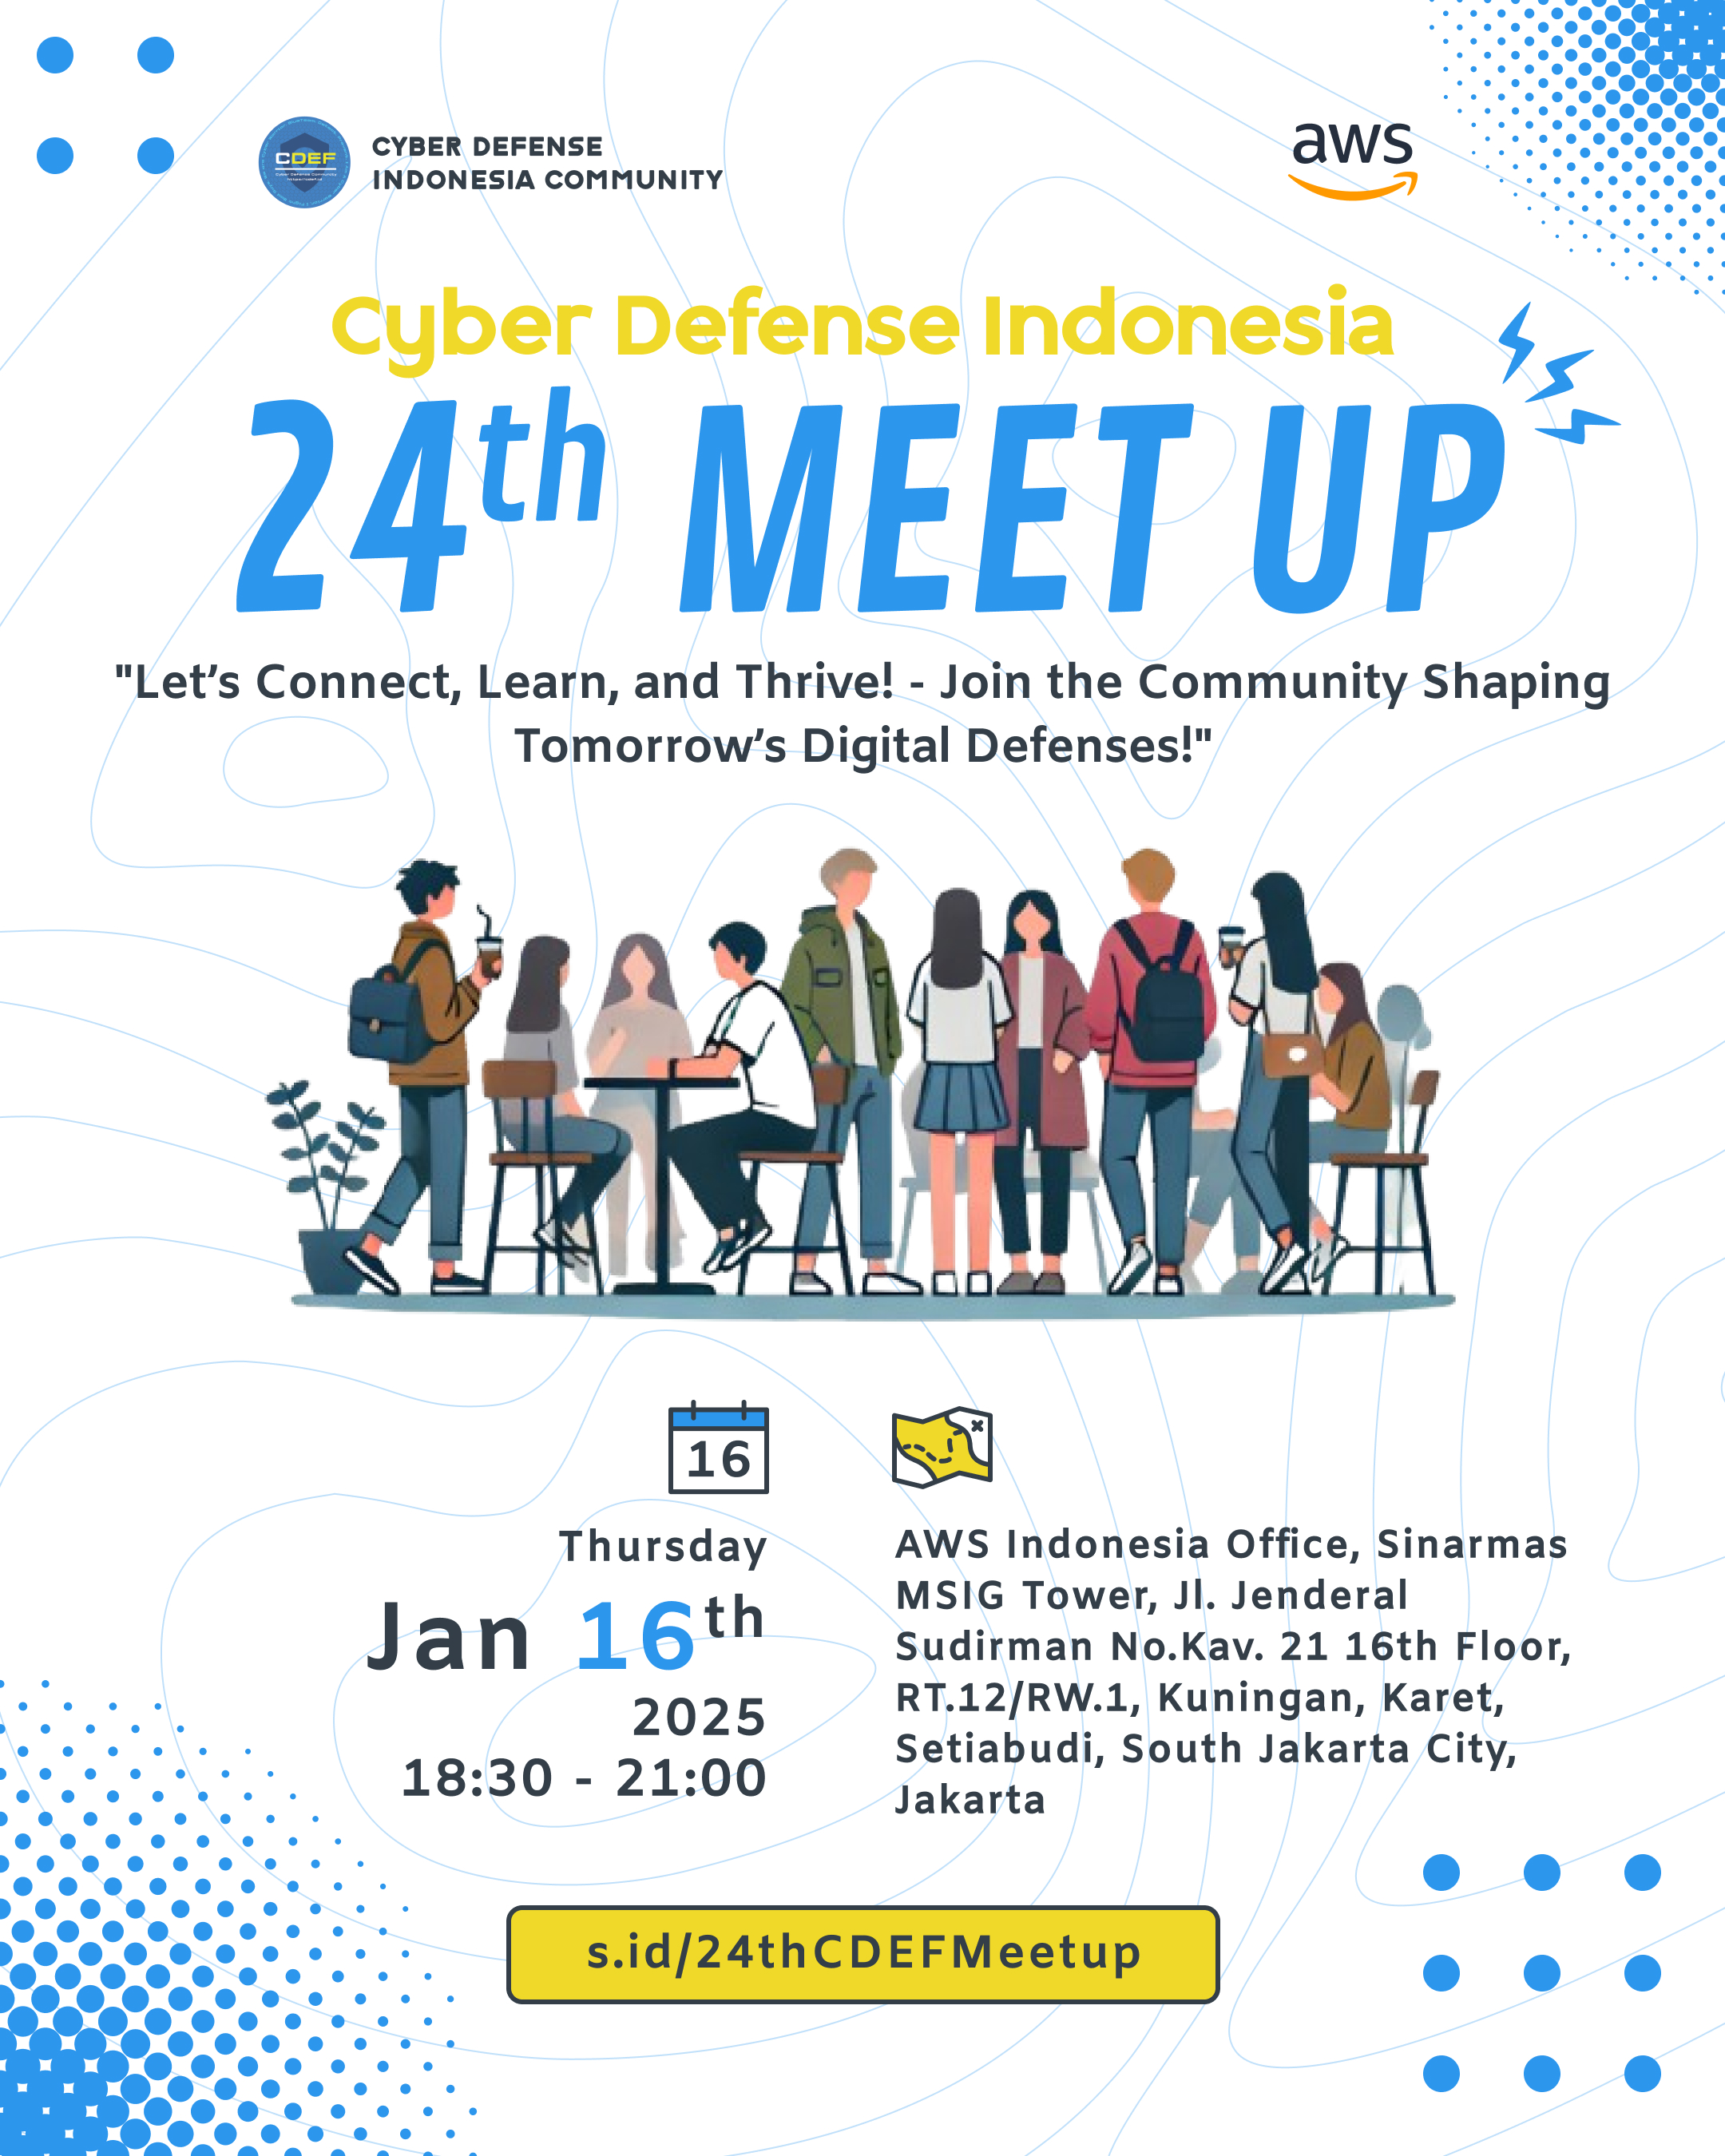 CDEF
CYBER DEFENSE
INDONESIA COMMUNITY
aws
Cyber Defense Indonesia
24th MEET UP
"Let’s Connect, Learn, and Thrive! - Join the Community Shaping
Tomorrow’s Digital Defenses!"
16
Thursday
Jan 16th
2025
18:30 - 21:00
AWS Indonesia Office, Sinarmas
MSIG Tower, Jl. Jenderal
Sudirman No.Kav. 21 16th Floor,
RT.12/RW.1, Kuningan, Karet,
Setiabudi, South Jakarta City,
Jakarta
s.id/24thCDEFMeetup